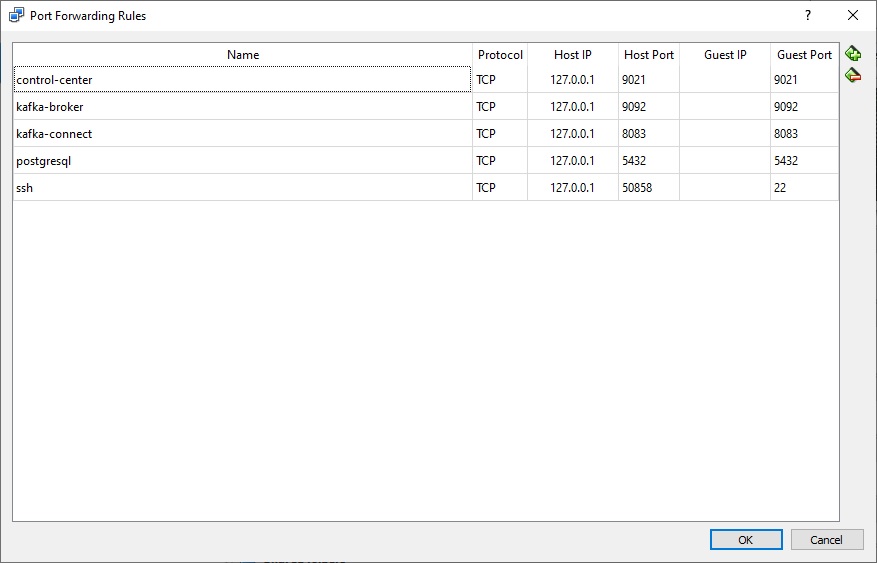 Port Forwarding Rules ?
Name Protocol Host IP Host Port Guest IP Guest Port
control-center TCP 127.0.0.1 9021 9021
kafka-broker TCP 127.0.0.1 9092 9092
kafka-connect TCP 127.0.0.1 8083 8083
postgresql TCP 127.0.0.1 5432 5432
ssh TCP 127.0.0.1 50858 22
OK Cancel